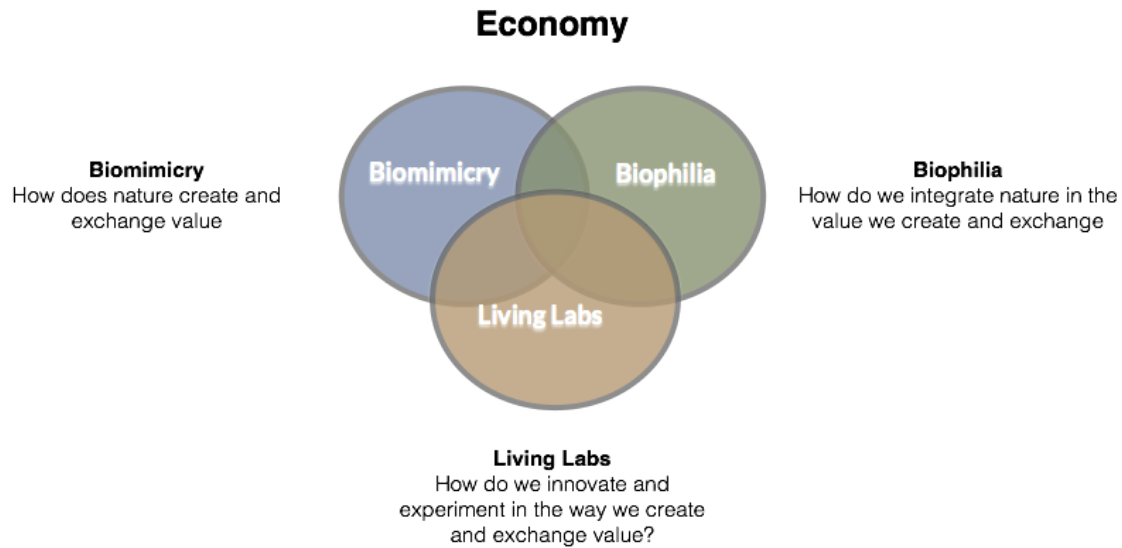 Economy
Biomimicry
Biophilia
Living Labs
Biomimicry
How does nature create and
exchange value
Biophilia
How do we integrate nature in the
value we create and exchange
Living Labs
How do we innovate and
experiment in the way we create
and exchange value?